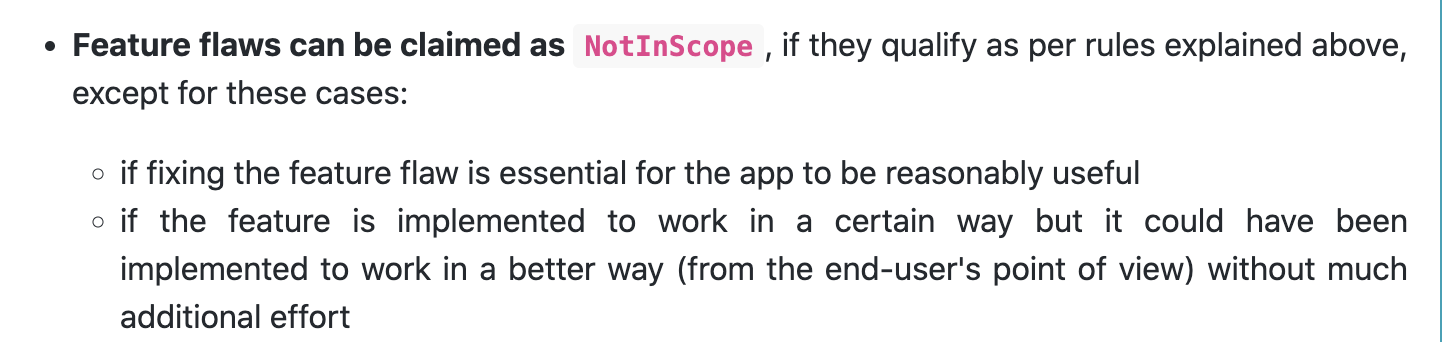 • Feature flaws can be claimed as NotInScope, if they qualify as per rules explained above,
except for these cases:
◦ if fixing the feature flaw is essential for the app to be reasonably useful
◦ if the feature is implemented to work in a certain way but it could have been
implemented to work in a better way (from the end-user's point of view) without much
additional effort